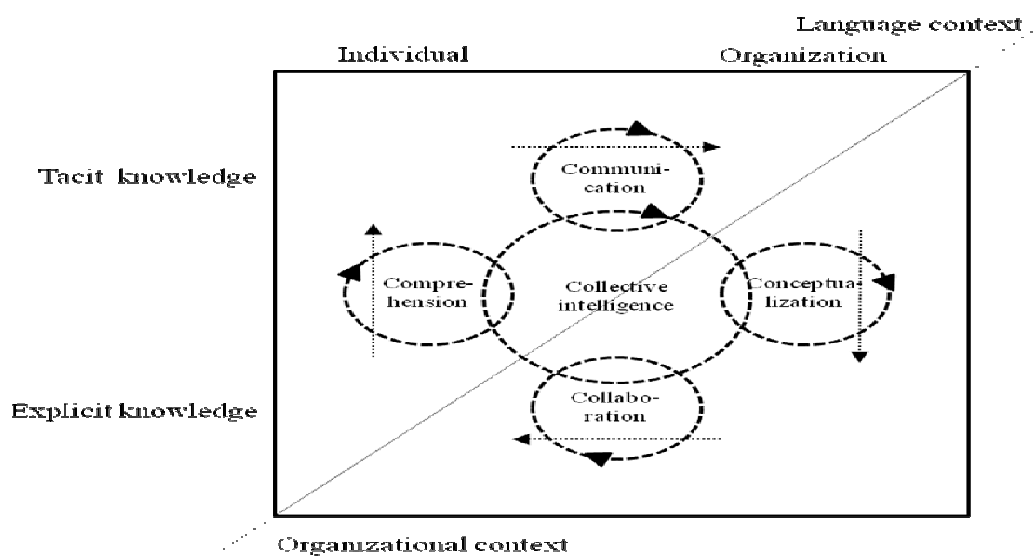 Language context
Individual
Organization
Tacit knowledge
Communi-
cation
Compre-
hension
Collective
intelligence
Conceptua-
lization
Explicit knowledge
Collabo-
ration
Organizational context